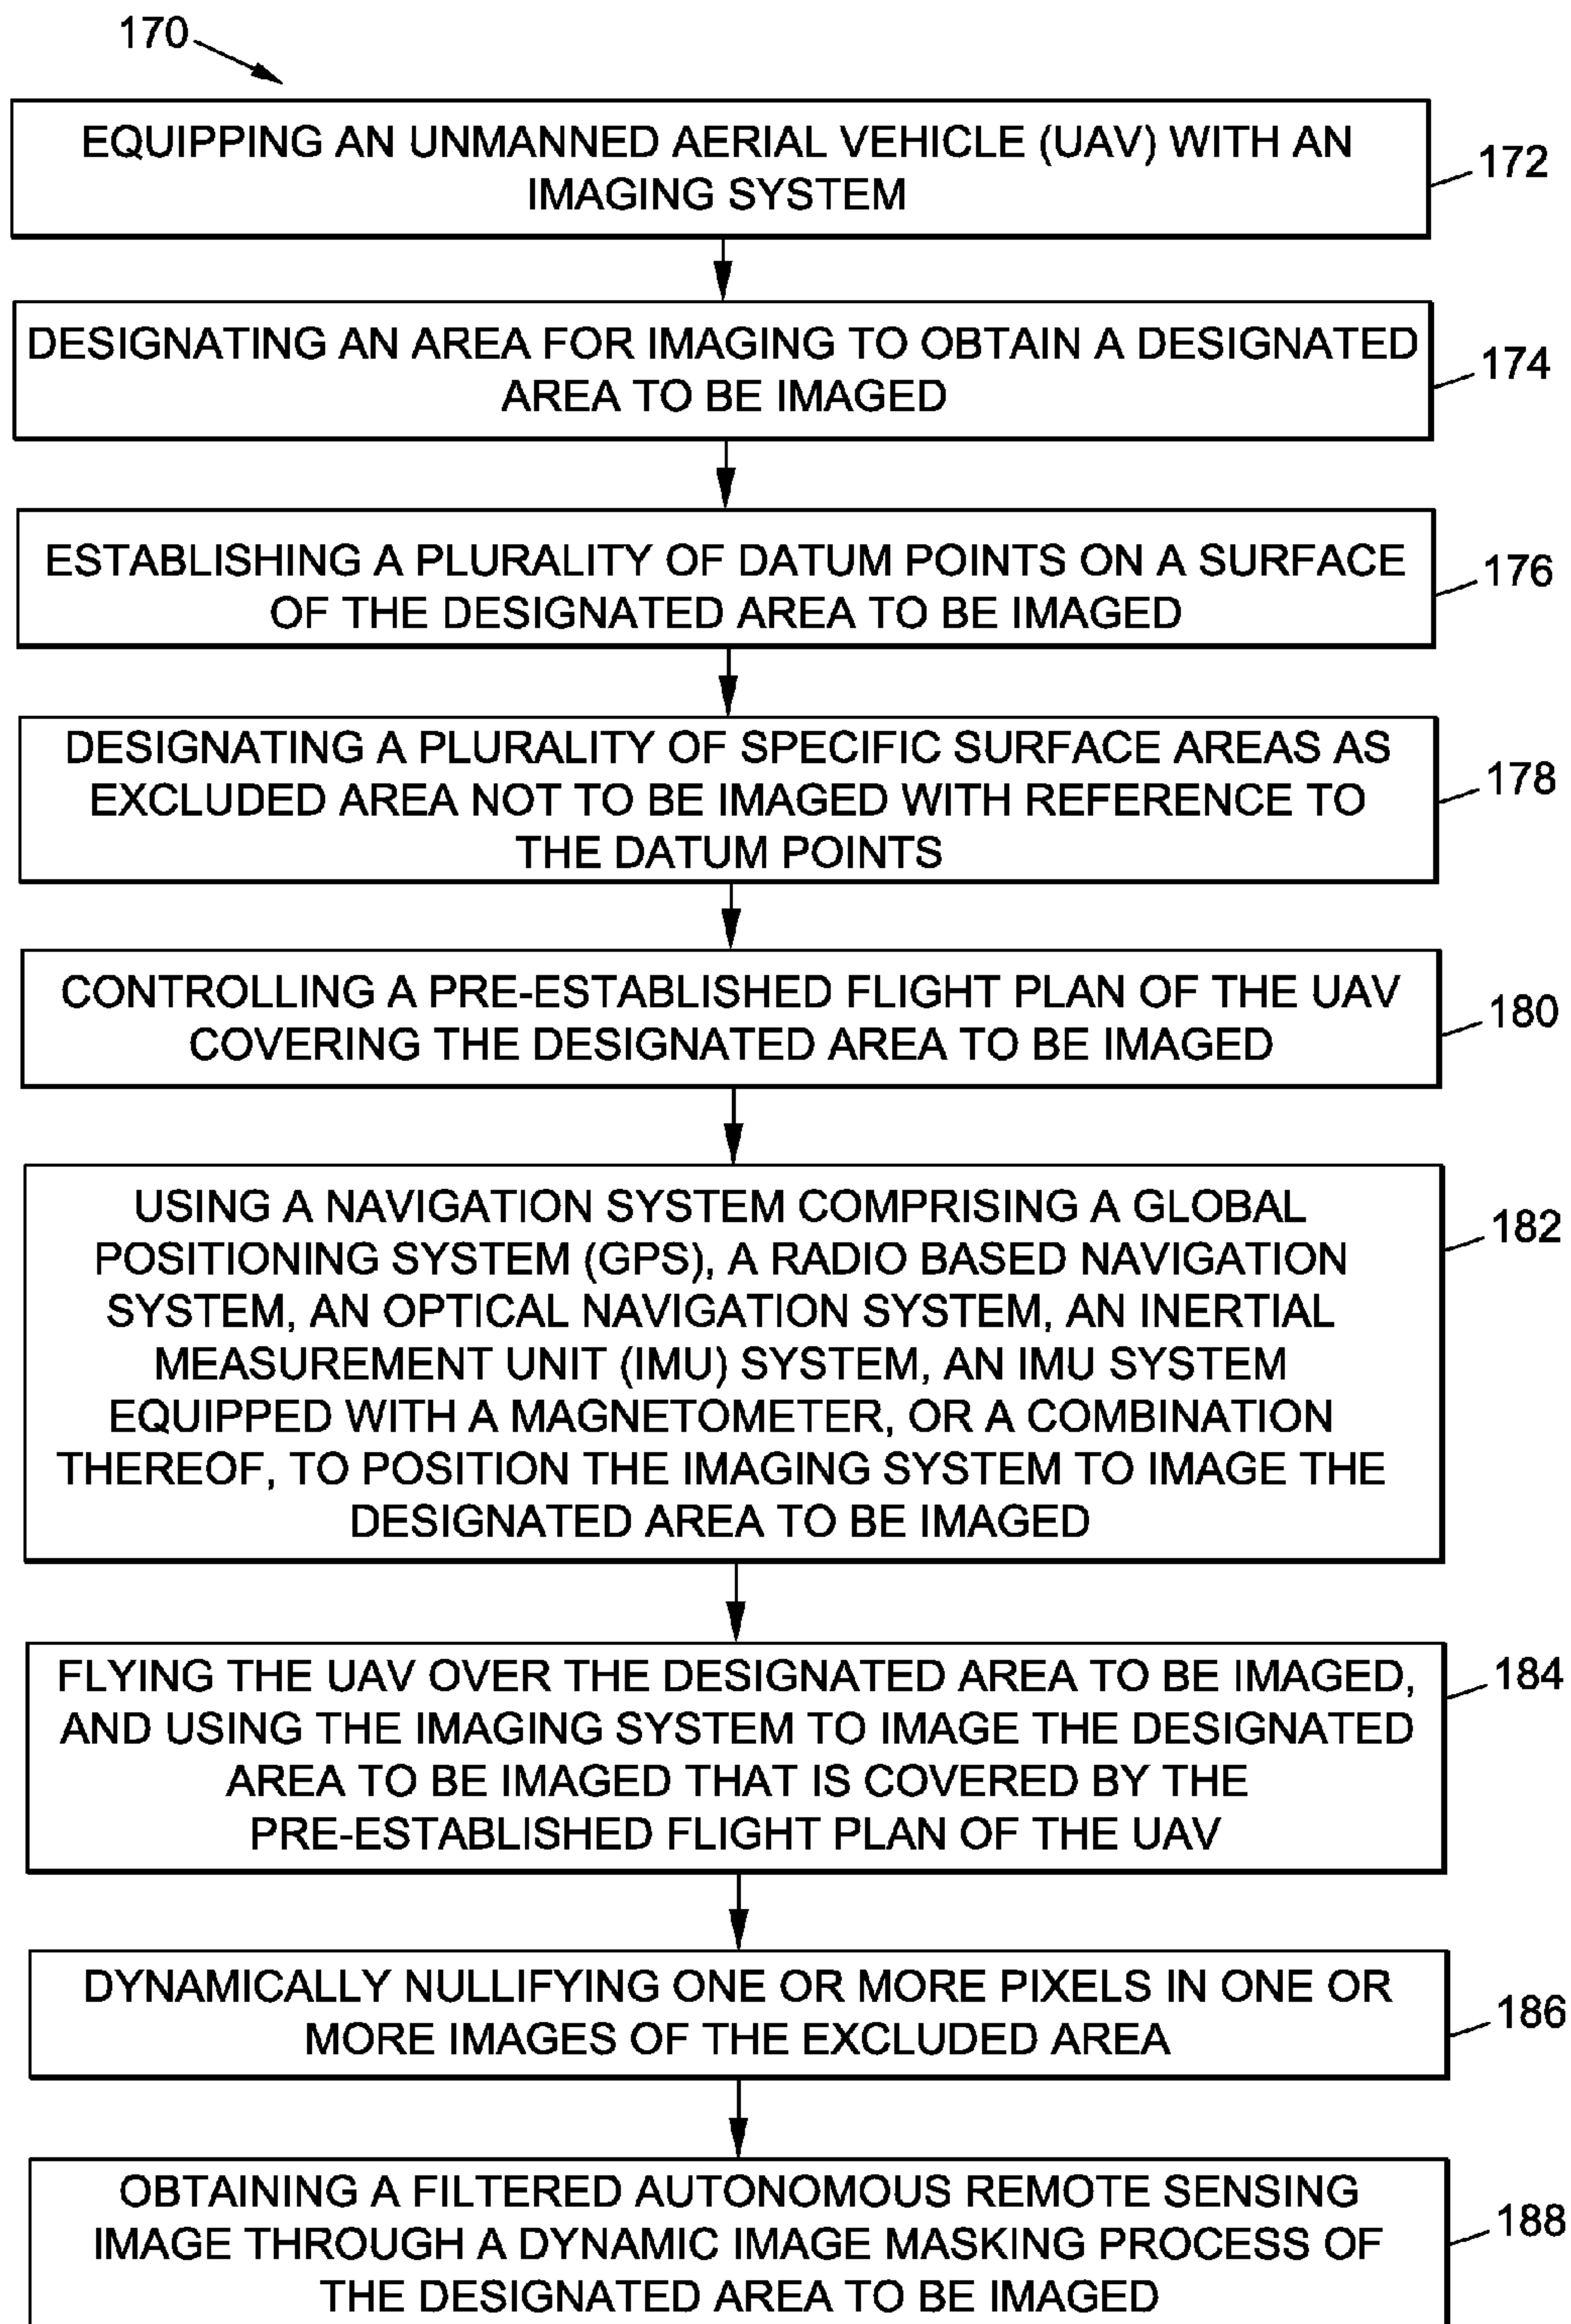 170
EQUIPPING AN UNMANNED AERIAL VEHICLE (UAV) WITH AN
IMAGING SYSTEM
172
DESIGNATING AN AREA FOR IMAGING TO OBTAIN A DESIGNATED
AREA TO BE IMAGED
174
ESTABLISHING A PLURALITY OF DATUM POINTS ON A SURFACE
OF THE DESIGNATED AREA TO BE IMAGED
176
DESIGNATING A PLURALITY OF SPECIFIC SURFACE AREAS AS
EXCLUDED AREA NOT TO BE IMAGED WITH REFERENCE TO
THE DATUM POINTS
178
CONTROLLING A PRE-ESTABLISHED FLIGHT PLAN OF THE UAV
COVERING THE DESIGNATED AREA TO BE IMAGED
180
USING A NAVIGATION SYSTEM COMPRISING A GLOBAL
POSITIONING SYSTEM (GPS), A RADIO BASED NAVIGATION
SYSTEM, AN OPTICAL NAVIGATION SYSTEM, AN INERTIAL
MEASUREMENT UNIT (IMU) SYSTEM, AN IMU SYSTEM
EQUIPPED WITH A MAGNETOMETER, OR A COMBINATION
THEREOF, TO POSITION THE IMAGING SYSTEM TO IMAGE THE
DESIGNATED AREA TO BE IMAGED
182
FLYING THE UAV OVER THE DESIGNATED AREA TO BE IMAGED,
AND USING THE IMAGING SYSTEM TO IMAGE THE DESIGNATED
AREA TO BE IMAGED THAT IS COVERED BY THE
PRE-ESTABLISHED FLIGHT PLAN OF THE UAV
184
DYNAMICALLY NULLIFYING ONE OR MORE PIXELS IN ONE OR
MORE IMAGES OF THE EXCLUDED AREA
186
OBTAINING A FILTERED AUTONOMOUS REMOTE SENSING
IMAGE THROUGH A DYNAMIC IMAGE MASKING PROCESS OF
THE DESIGNATED AREA TO BE IMAGED
188